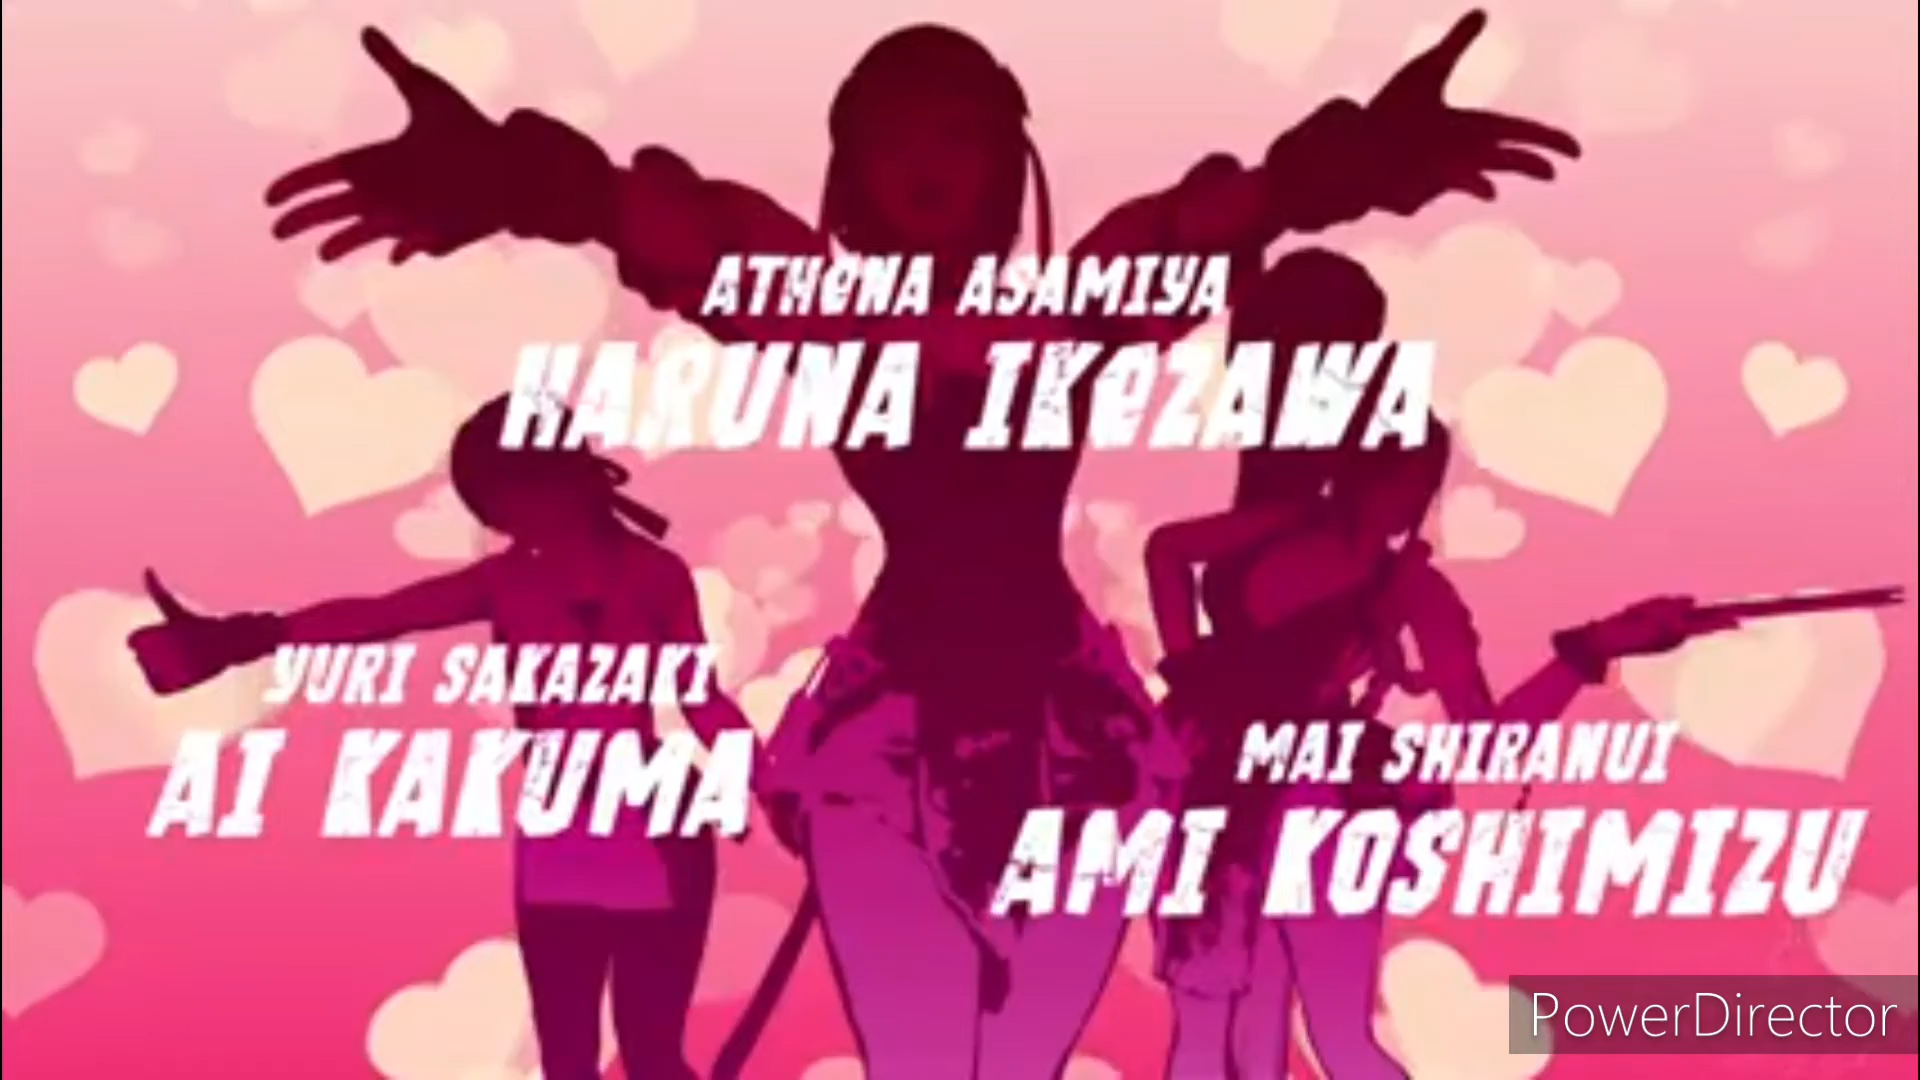 ATHENA ASAMIYA
HARUNA IKEZAWA
YURI SAKAZAKI
AI KAKUMA
MAI SHIRANUI
AMI KOSHIMIZU
PowerDirector